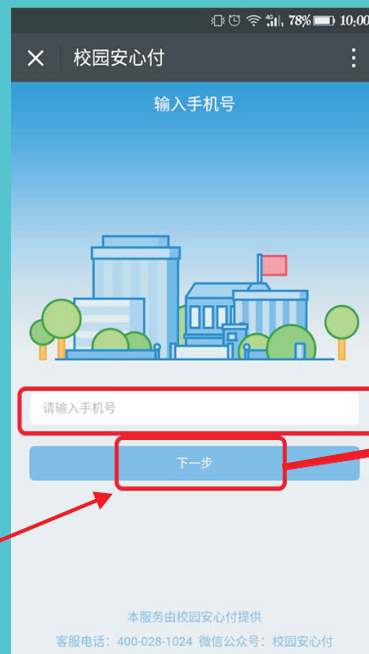 78% 10:00
校园安心付
输入手机号
请输入手机号
下一步
本服务由校园安心付提供
客服电话：400-028-1024 微信公众号：校园安心付